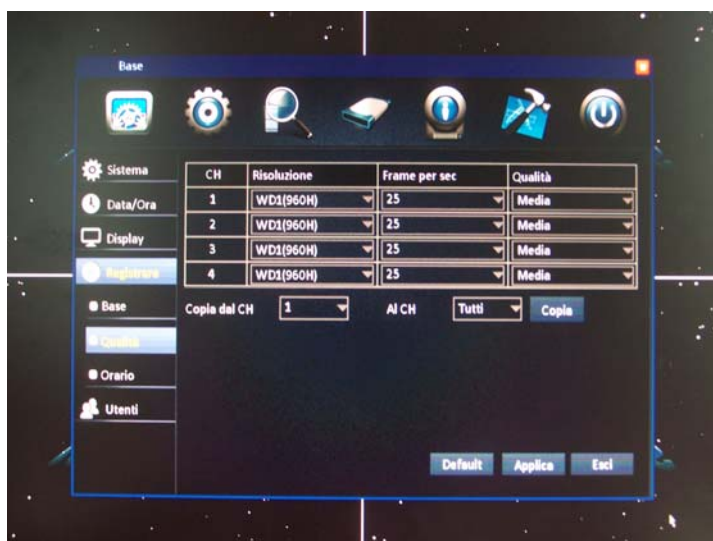 Base
Sistema
Data/Ora
Display
Registrare
Base
Qualità
Orario
Utenti
CH Risoluzione Frame per sec Qualità
1 WD1(960H) 25 Media
2 WD1(960H) 25 Media
3 WD1(960H) 25 Media
4 WD1(960H) 25 Media
Copia dal CH 1 Al CH Tutti Copia
Default Applica Esci